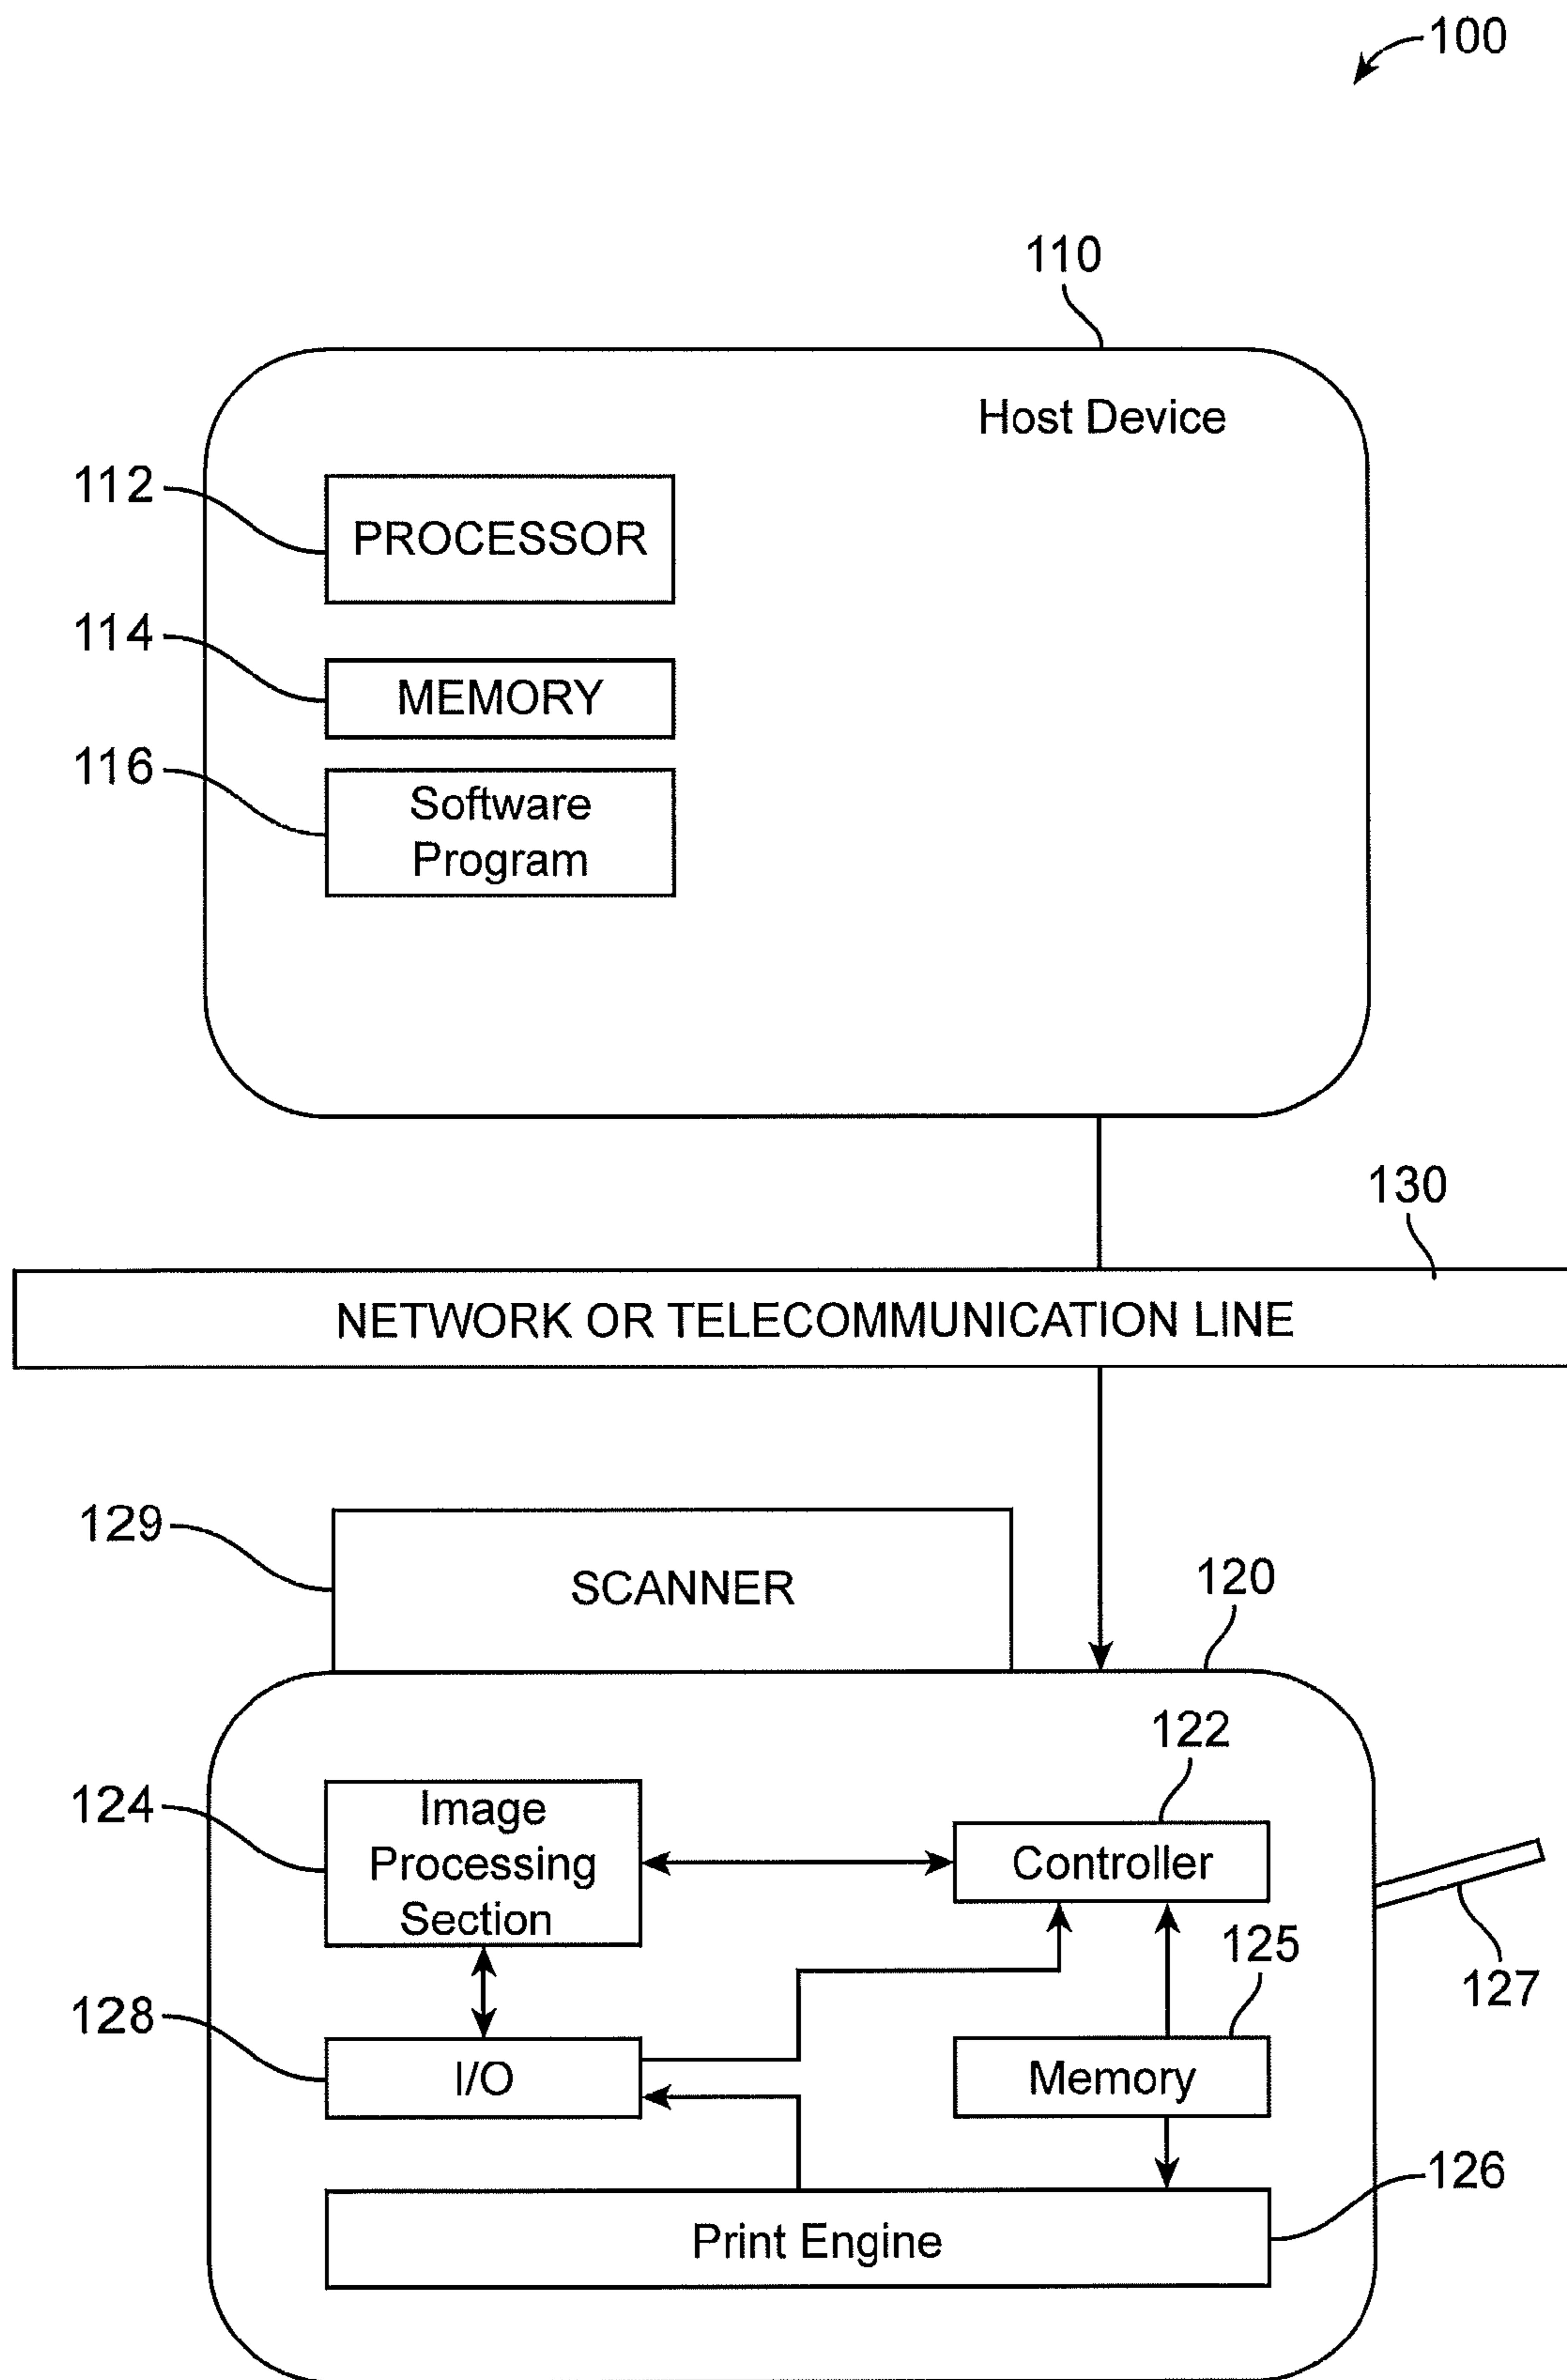 100
110
Host Device
112
PROCESSOR
114
MEMORY
116
Software
Program
130
NETWORK OR TELECOMMUNICATION LINE
129
SCANNER
120
122
124
Image
Processing
Section
Controller
125
127
128
I/O
Memory
126
Print Engine